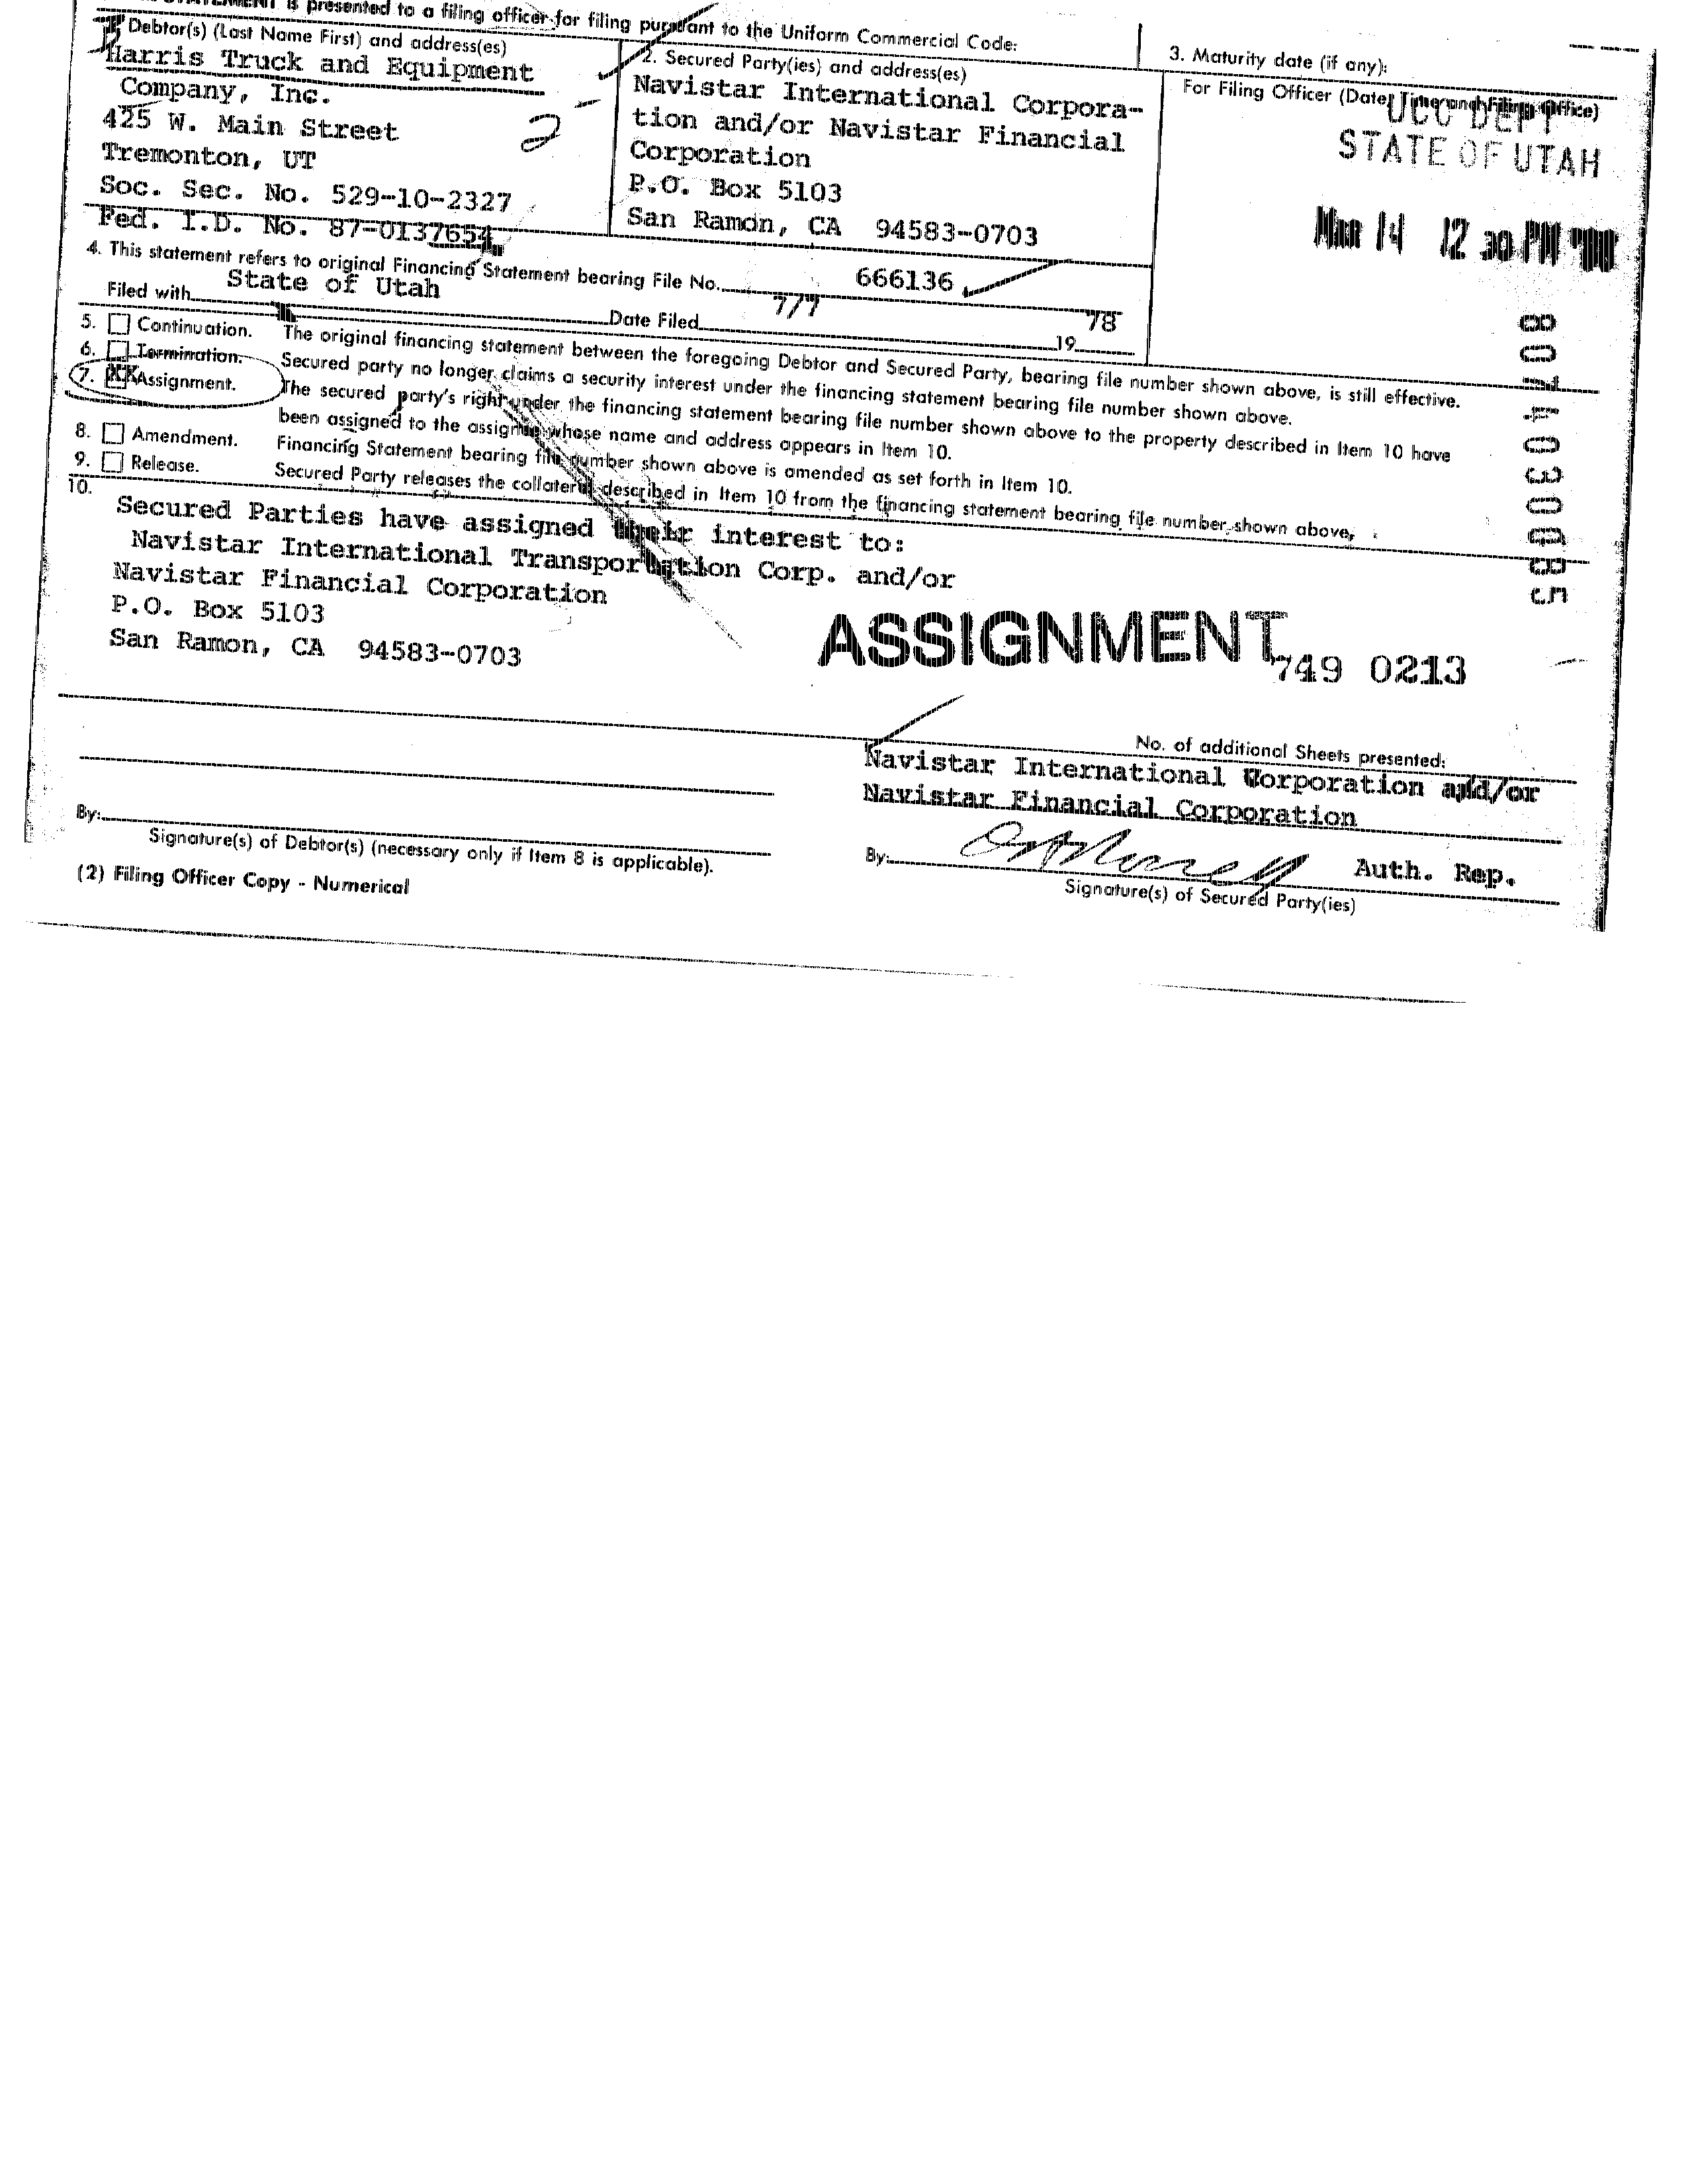 is presented to a filing officer for filing pursuant to the Uniform Commercial Code:
Debtor(s) (Last Name First) and address(es)
Harris Truck and Equipment
Company, Inc.
425 W. Main Street
Tremonton, UT
Soc. Sec. No. 529-10-2327
Fed. I.D. No. 87-0137654
2
2. Secured Party(ies) and address(es)
Navistar International Corpora-
tion and/or Navistar Financial
Corporation
P.O. Box 5103
San Ramon, CA 94583-0703
3. Maturity date (if any):
For Filing Officer (Date, Time and Filing Office)
UCC DEPT
STATE OF UTAH
Mar 14 12 30 PM
4. This statement refers to original Financing Statement bearing File No. 666136
Filed with State of Utah Date Filed 7/7 19 78
5. ☐ Continuation. The original financing statement between the foregoing Debtor and Secured Party, bearing file number shown above, is still effective.
6. ☐ Termination. Secured party no longer claims a security interest under the financing statement bearing file number shown above.
7. XX Assignment. The secured party's right under the financing statement bearing file number shown above to the property described in Item 10 have
been assigned to the assignee whose name and address appears in Item 10.
8. ☐ Amendment. Financing Statement bearing file number shown above is amended as set forth in Item 10.
9. ☐ Release. Secured Party releases the collateral described in Item 10 from the financing statement bearing file number shown above.
10.
Secured Parties have assigned their interest to:
Navistar International Transportation Corp. and/or
Navistar Financial Corporation
P.O. Box 5103
San Ramon, CA 94583-0703
ASSIGNMENT
749 0213
No. of additional Sheets presented:
Navistar International Corporation and/or
Navistar Financial Corporation
By:
Signature(s) of Debtor(s) (necessary only if Item 8 is applicable).
By: Auth. Rep.
Signature(s) of Secured Party(ies)
(2) Filing Officer Copy - Numerical